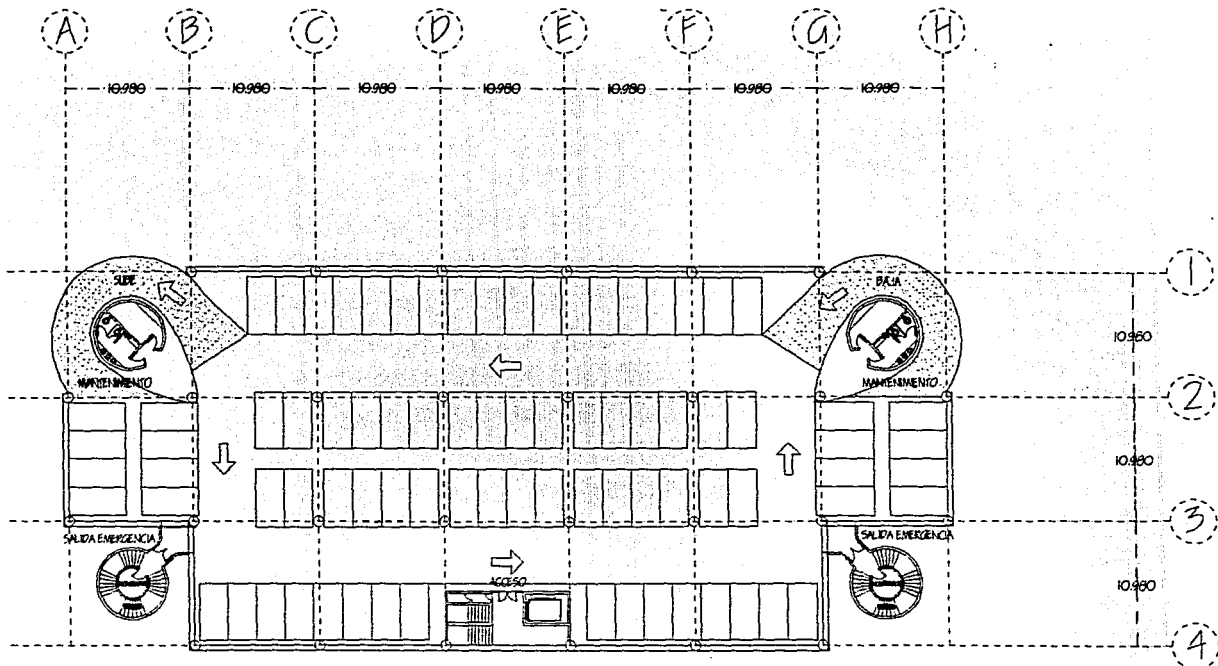 A B C D E F G H
10.980 10.980 10.980 10.980 10.980 10.980 10.980
1
SUBE BAJA
10.980
MANTENIMIENTO MANTENIMIENTO
2
10.980
3
SALIDA EMERGENCIA SALIDA EMERGENCIA
ACCESO
10.980
4